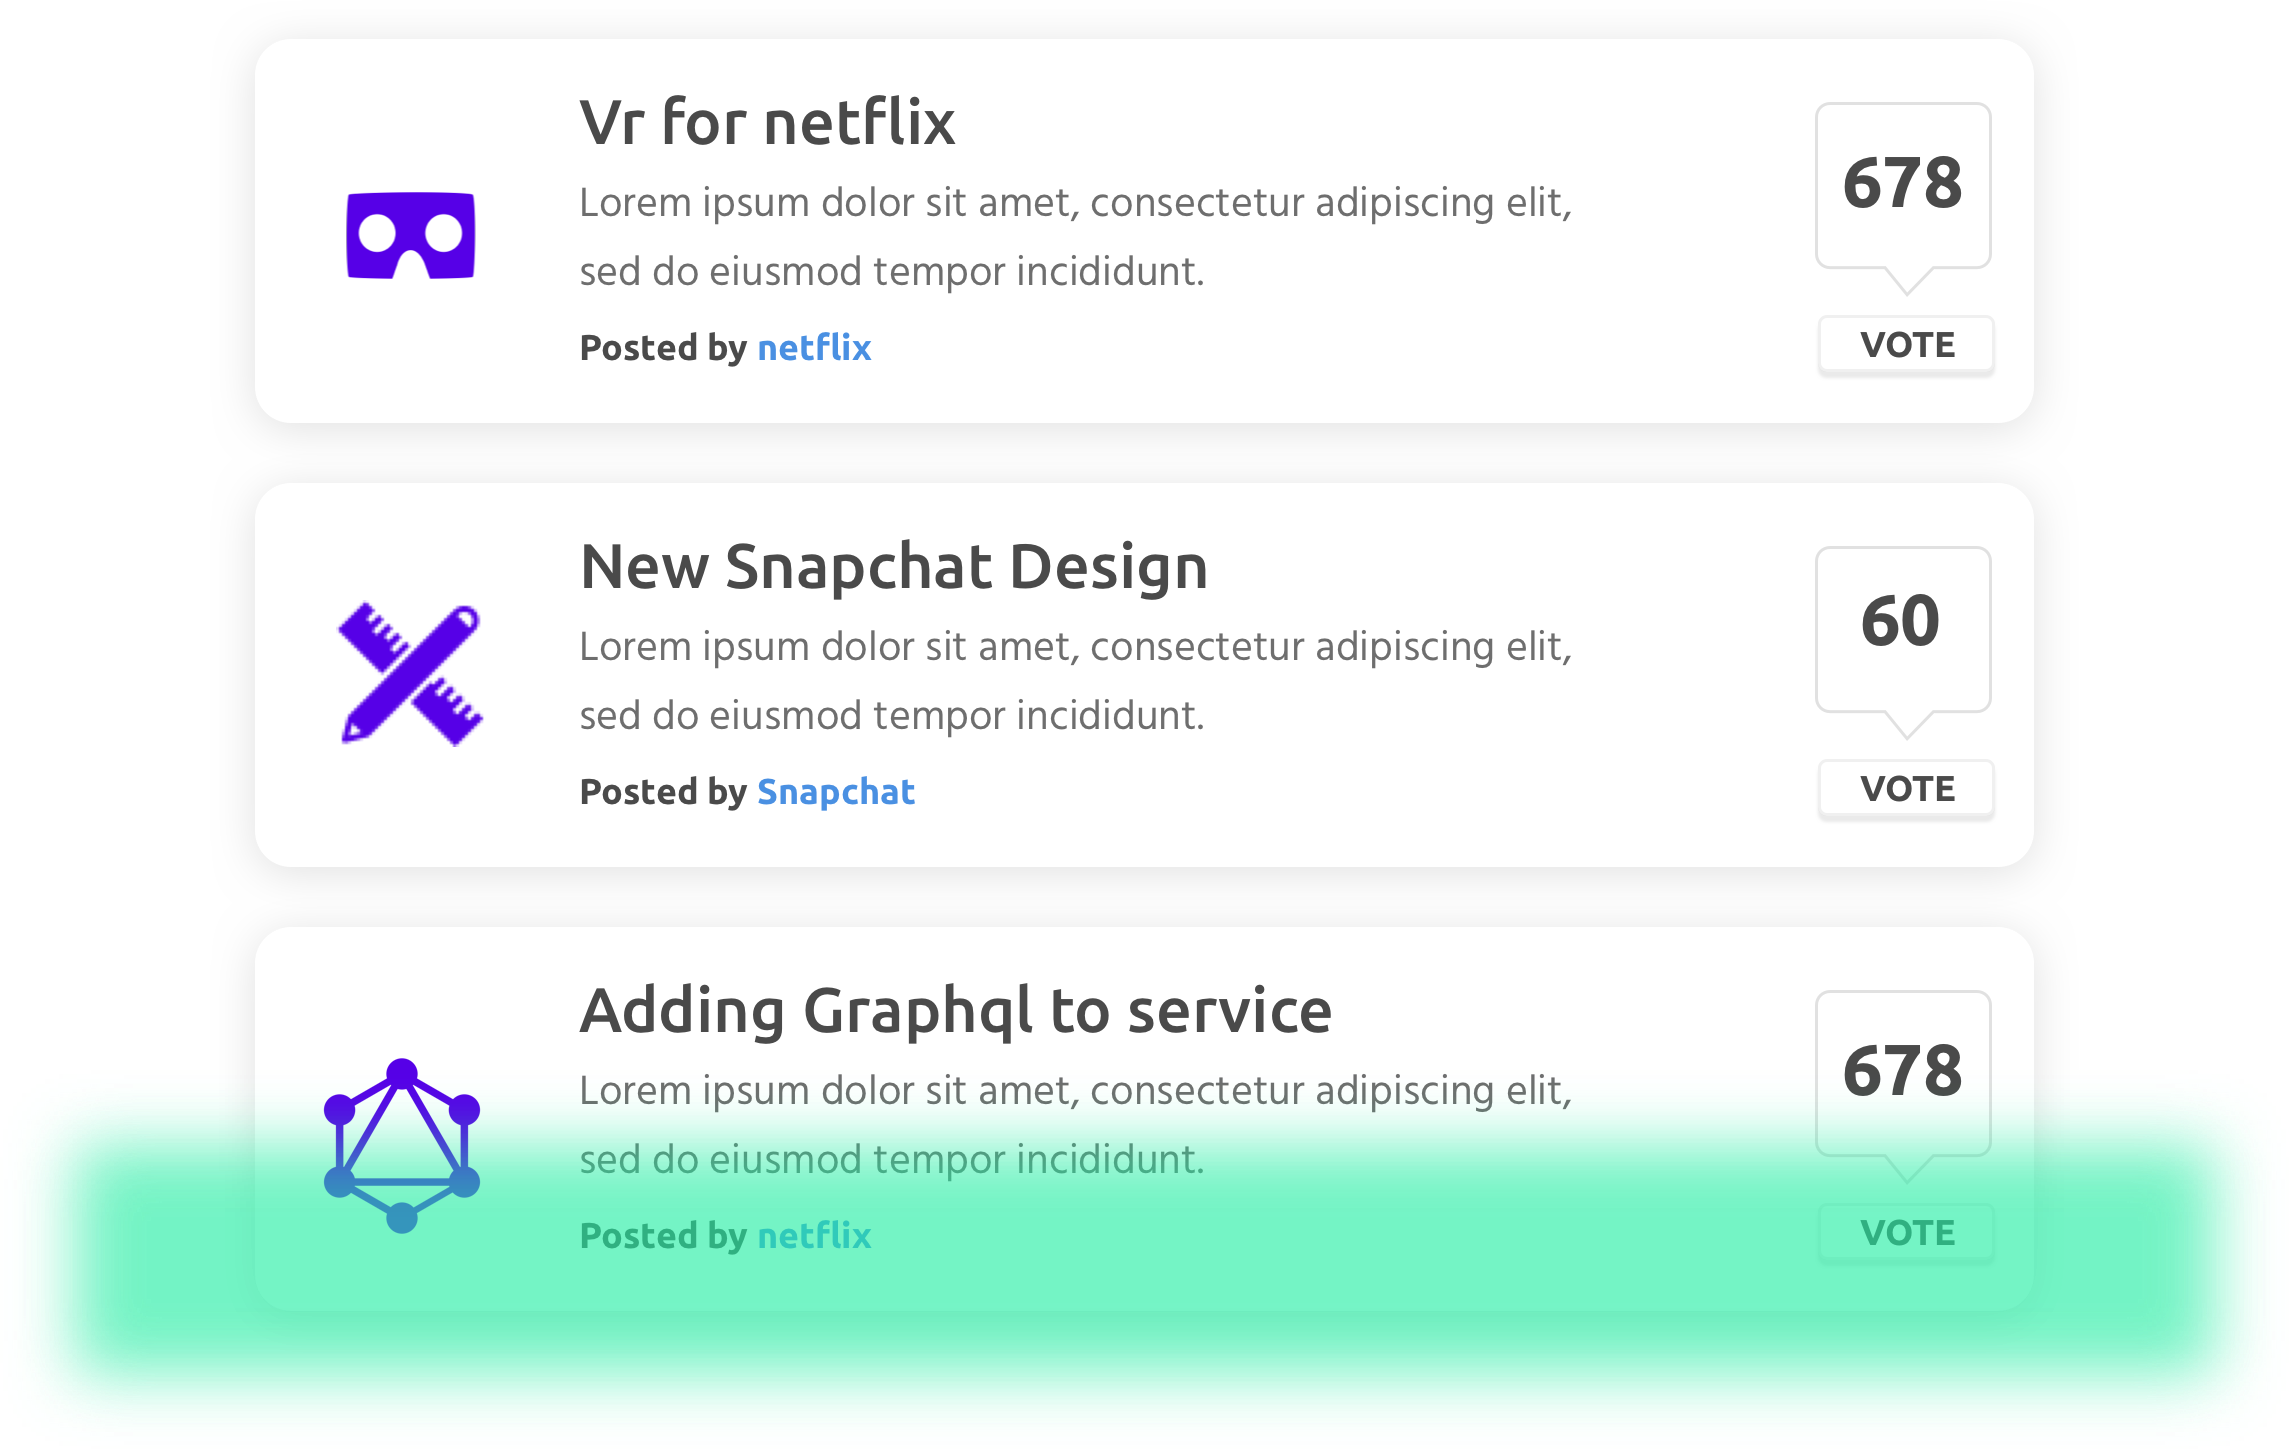 Vr for netflix
Lorem ipsum dolor sit amet, consectetur adipiscing elit,
sed do eiusmod tempor incididunt.
Posted by netflix
678
VOTE
New Snapchat Design
Lorem ipsum dolor sit amet, consectetur adipiscing elit,
sed do eiusmod tempor incididunt.
Posted by Snapchat
60
VOTE
Adding Graphql to service
Lorem ipsum dolor sit amet, consectetur adipiscing elit,
sed do eiusmod tempor incididunt.
Posted by netflix
678
VOTE